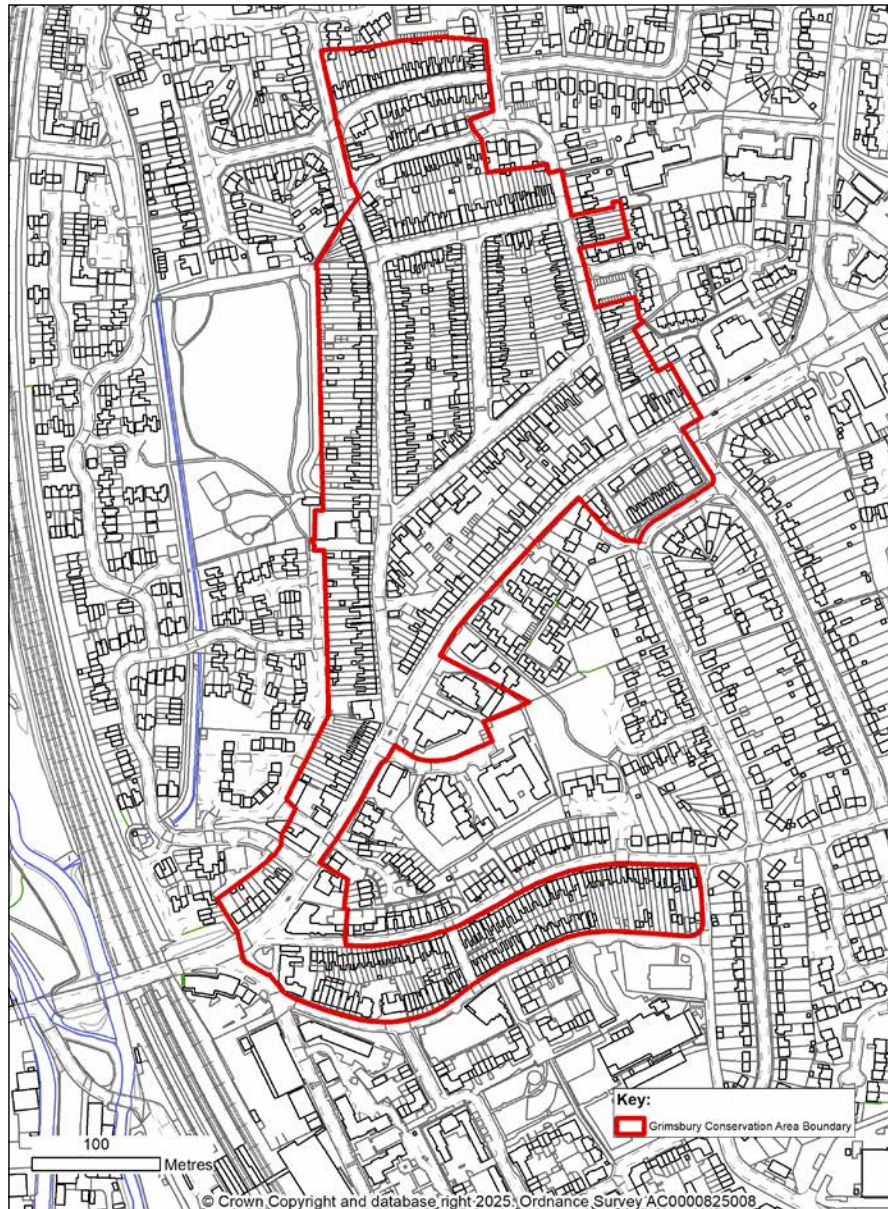 Key:
Grimsbury Conservation Area Boundary
100
Metres
© Crown Copyright and database right 2025. Ordnance Survey AC0000825008